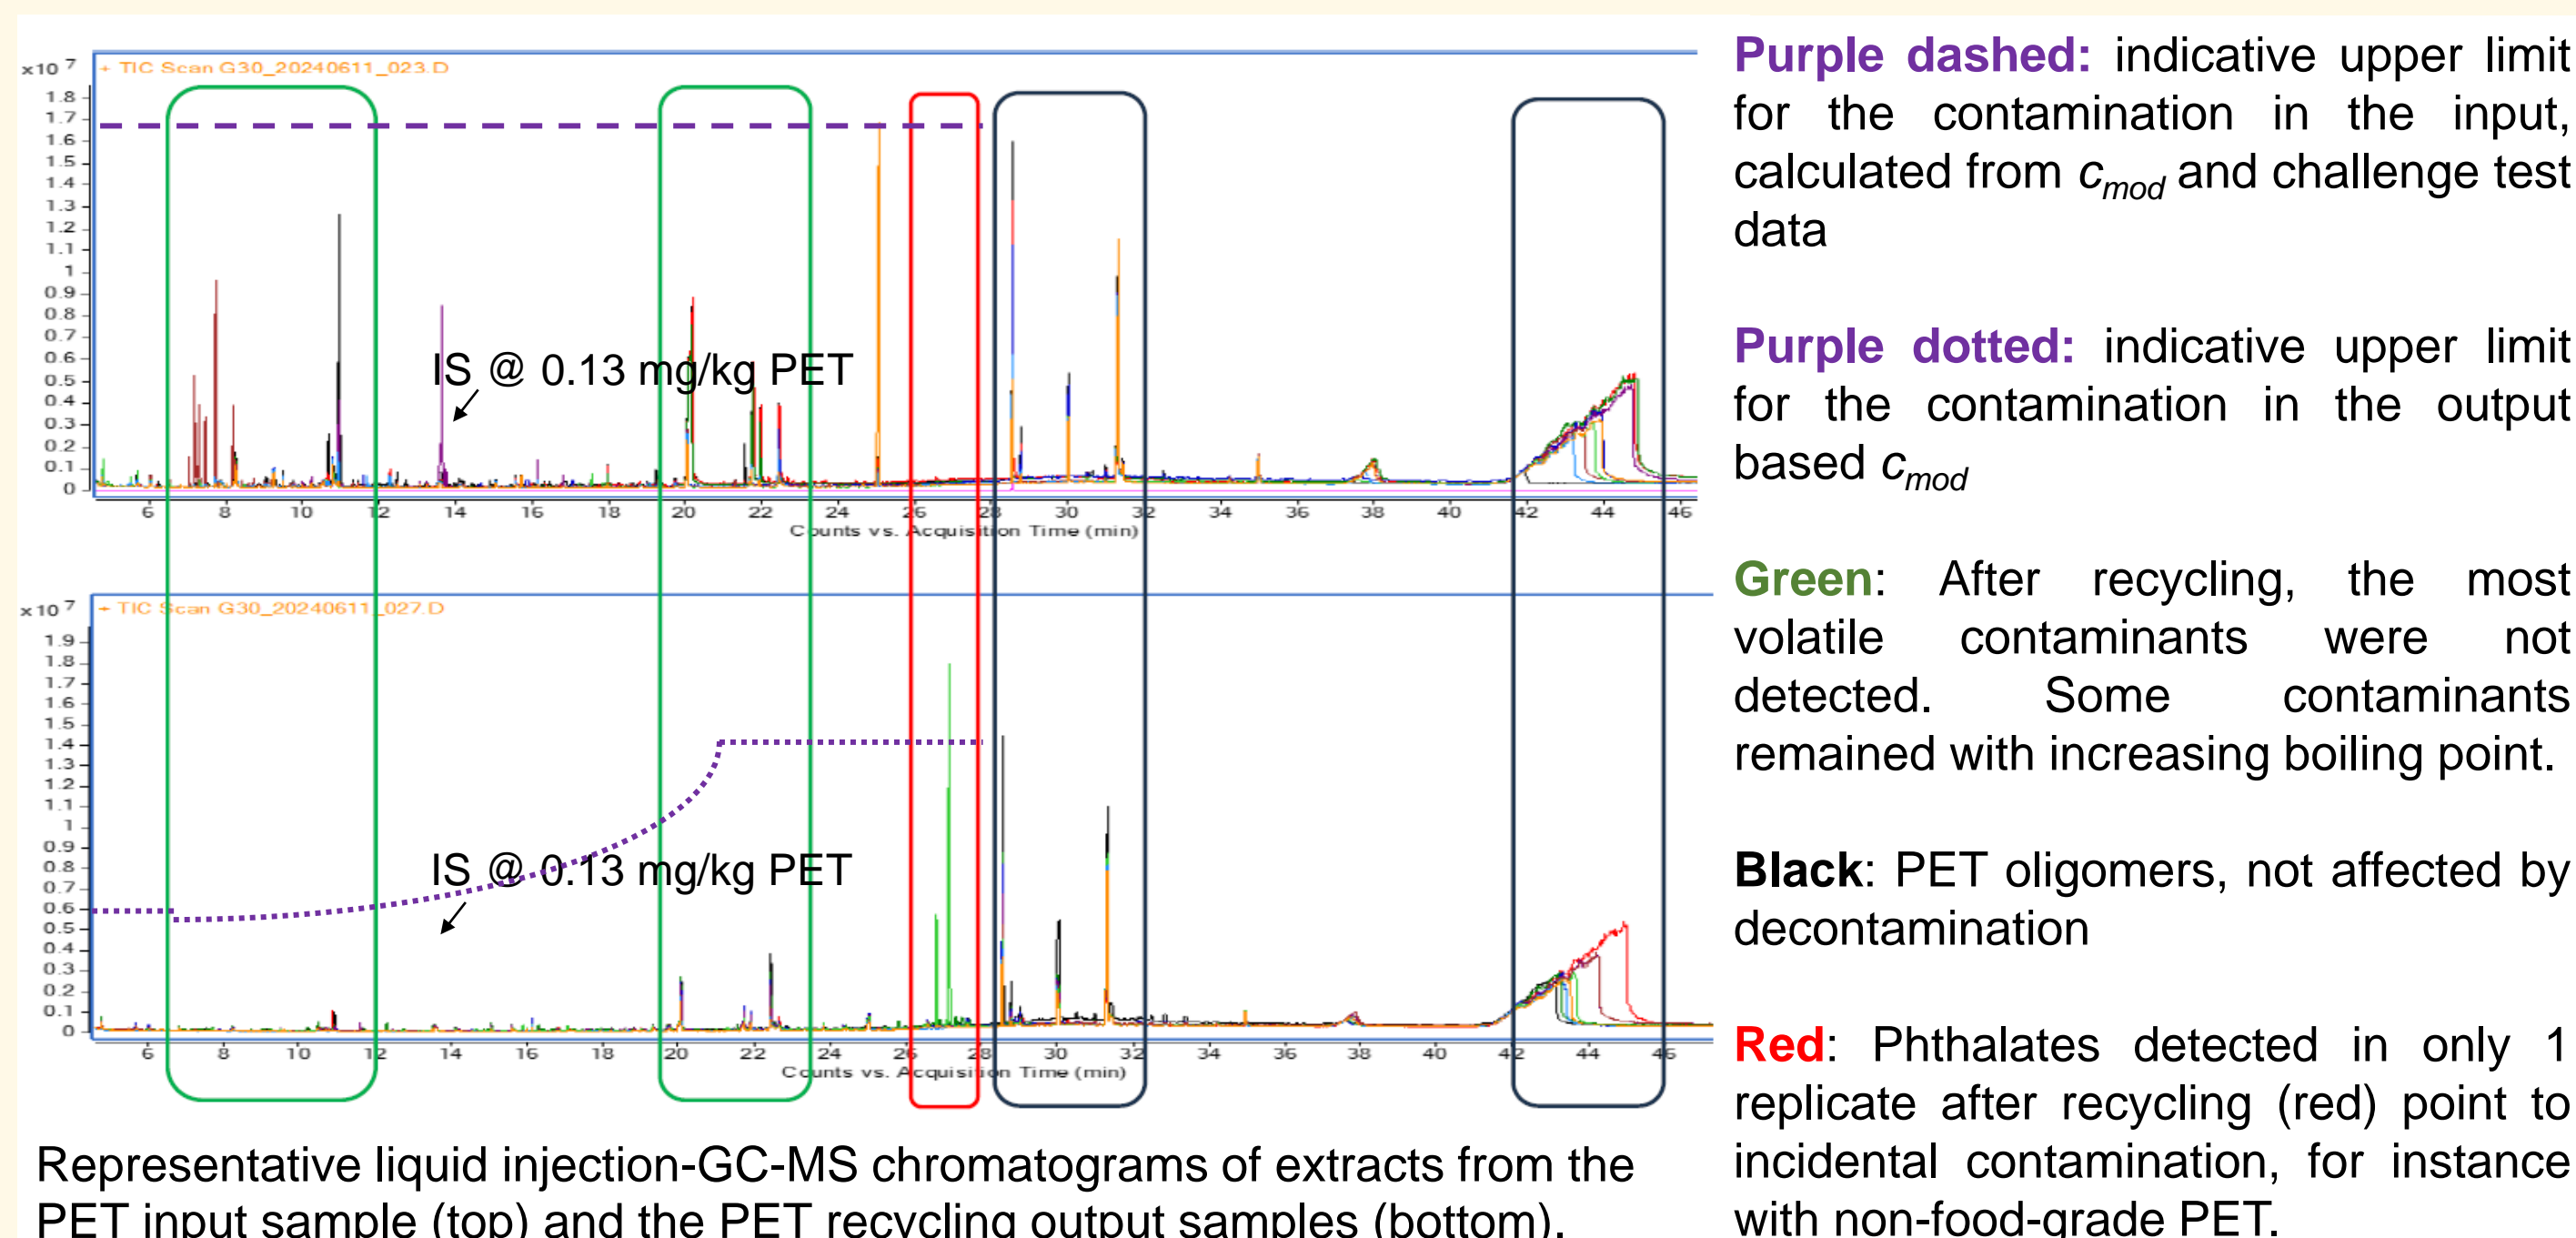 x10 7
+ TIC Scan G30_20240611_023.D
1.8
1.7
1.6
1.5
1.4
1.3
1.2
1.1
1
0.9
0.8
0.7
0.6
0.5
0.4
0.3
0.2
0.1
0
IS @ 0.13 mg/kg PET
6 8 10 12 14 16 18 20 22 24 26 28 30 32 34 36 38 40 42 44 46
Counts vs. Acquisition Time (min)
x10 7
+ TIC Scan G30_20240611_027.D
1.9
1.8
1.7
1.6
1.5
1.4
1.3
1.2
1.1
1
0.9
0.8
0.7
0.6
0.5
0.4
0.3
0.2
0.1
0
IS @ 0.13 mg/kg PET
6 8 10 12 14 16 18 20 22 24 26 28 30 32 34 36 38 40 42 44 46
Counts vs. Acquisition Time (min)
Representative liquid injection-GC-MS chromatograms of extracts from the
PET input sample (top) and the PET recycling output samples (bottom).
Purple dashed: indicative upper limit
for the contamination in the input,
calculated from cmod and challenge test
data
Purple dotted: indicative upper limit
for the contamination in the output
based cmod
Green: After recycling, the most
volatile contaminants were not
detected. Some contaminants
remained with increasing boiling point.
Black: PET oligomers, not affected by
decontamination
Red: Phthalates detected in only 1
replicate after recycling (red) point to
incidental contamination, for instance
with non-food-grade PET.